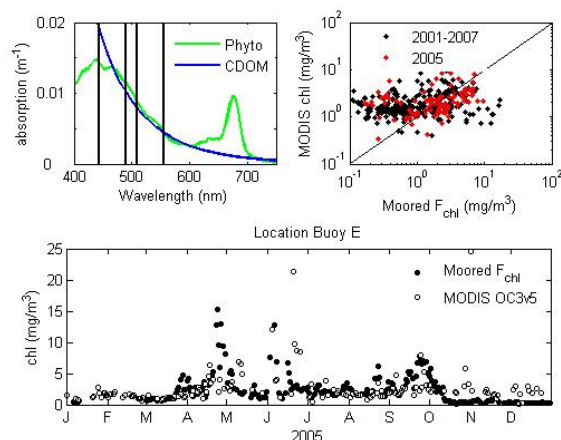 0.02
0.01
0
absorption (m⁻¹)
Phyto
CDOM
400 500 600 700
Wavelength (nm)
10²
10¹
10⁰
10⁻¹
MODIS chl (mg/m³)
2001-2007
2005
10⁻¹ 10⁰ 10¹ 10²
Moored F_chl (mg/m³)
Location Buoy E
25
20
15
10
5
0
chl (mg/m³)
Moored F_chl
MODIS OC3v5
J F M A M J J A S O N D
2005